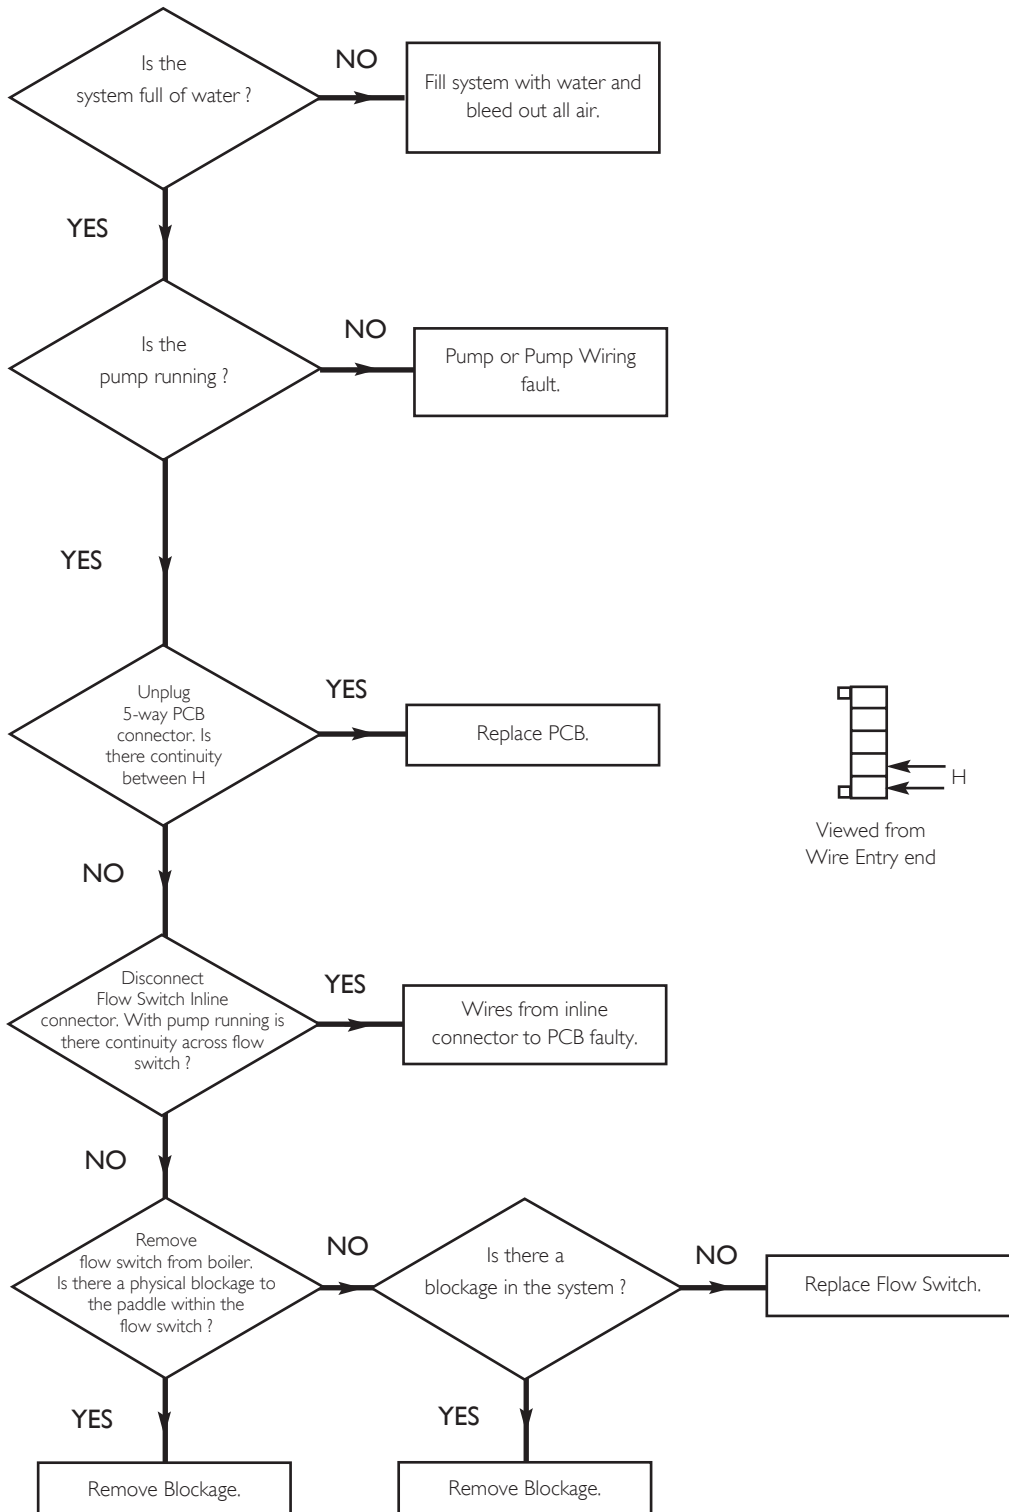 Is the
system full of water ?
NO
Fill system with water and
bleed out all air.
YES
Is the
pump running ?
NO
Pump or Pump Wiring
fault.
YES
Unplug
5-way PCB
connector. Is
there continuity
between H
YES
Replace PCB.
H
Viewed from
Wire Entry end
NO
Disconnect
Flow Switch Inline
connector. With pump running is
there continuity across flow
switch ?
YES
Wires from inline
connector to PCB faulty.
NO
Remove
flow switch from boiler.
Is there a physical blockage to
the paddle within the
flow switch ?
NO
Is there a
blockage in the system ?
NO
Replace Flow Switch.
YES
Remove Blockage.
YES
Remove Blockage.